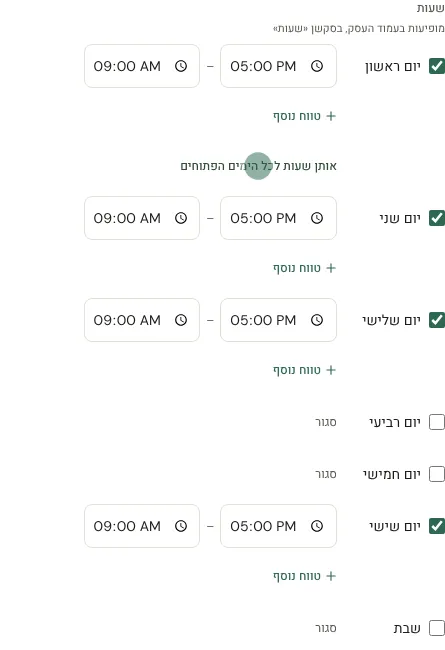 שעות
מופיעות בעמוד העסק, בסקשן «שעות»
יום ראשון 05:00 PM – 09:00 AM
+ טווח נוסף
אותן שעות לכל הימים הפתוחים
יום שני 05:00 PM – 09:00 AM
+ טווח נוסף
יום שלישי 05:00 PM – 09:00 AM
+ טווח נוסף
יום רביעי סגור
יום חמישי סגור
יום שישי 05:00 PM – 09:00 AM
+ טווח נוסף
שבת סגור